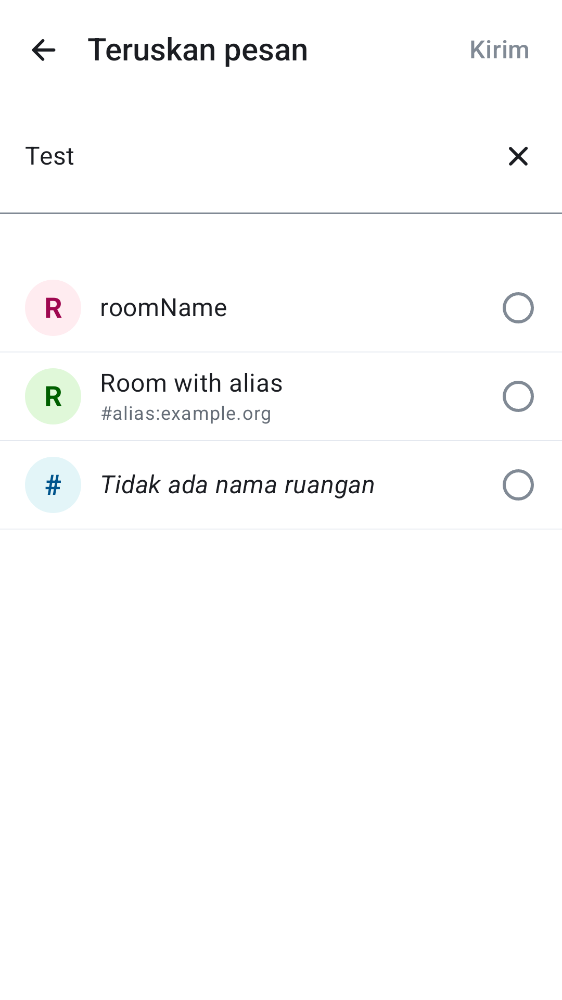 Teruskan pesan
Kirim
Test
R
roomName
R
Room with alias
#alias:example.org
#
Tidak ada nama ruangan